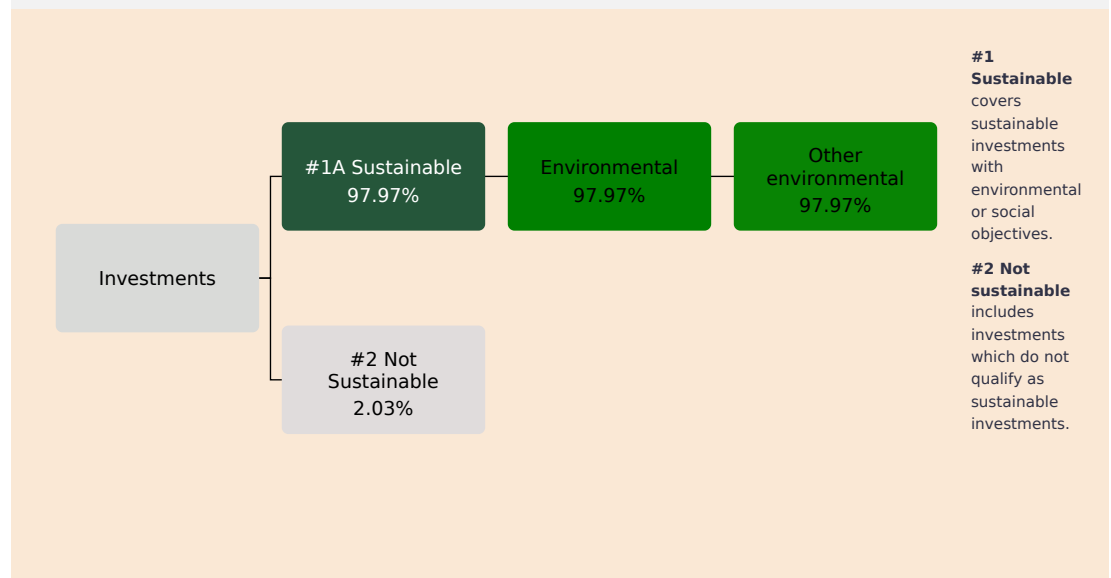 Investments
#1A Sustainable
97.97%
Environmental
97.97%
Other
environmental
97.97%
#2 Not
Sustainable
2.03%
#1
Sustainable
covers
sustainable
investments
with
environmental
or social
objectives.
#2 Not
sustainable
includes
investments
which do not
qualify as
sustainable
investments.